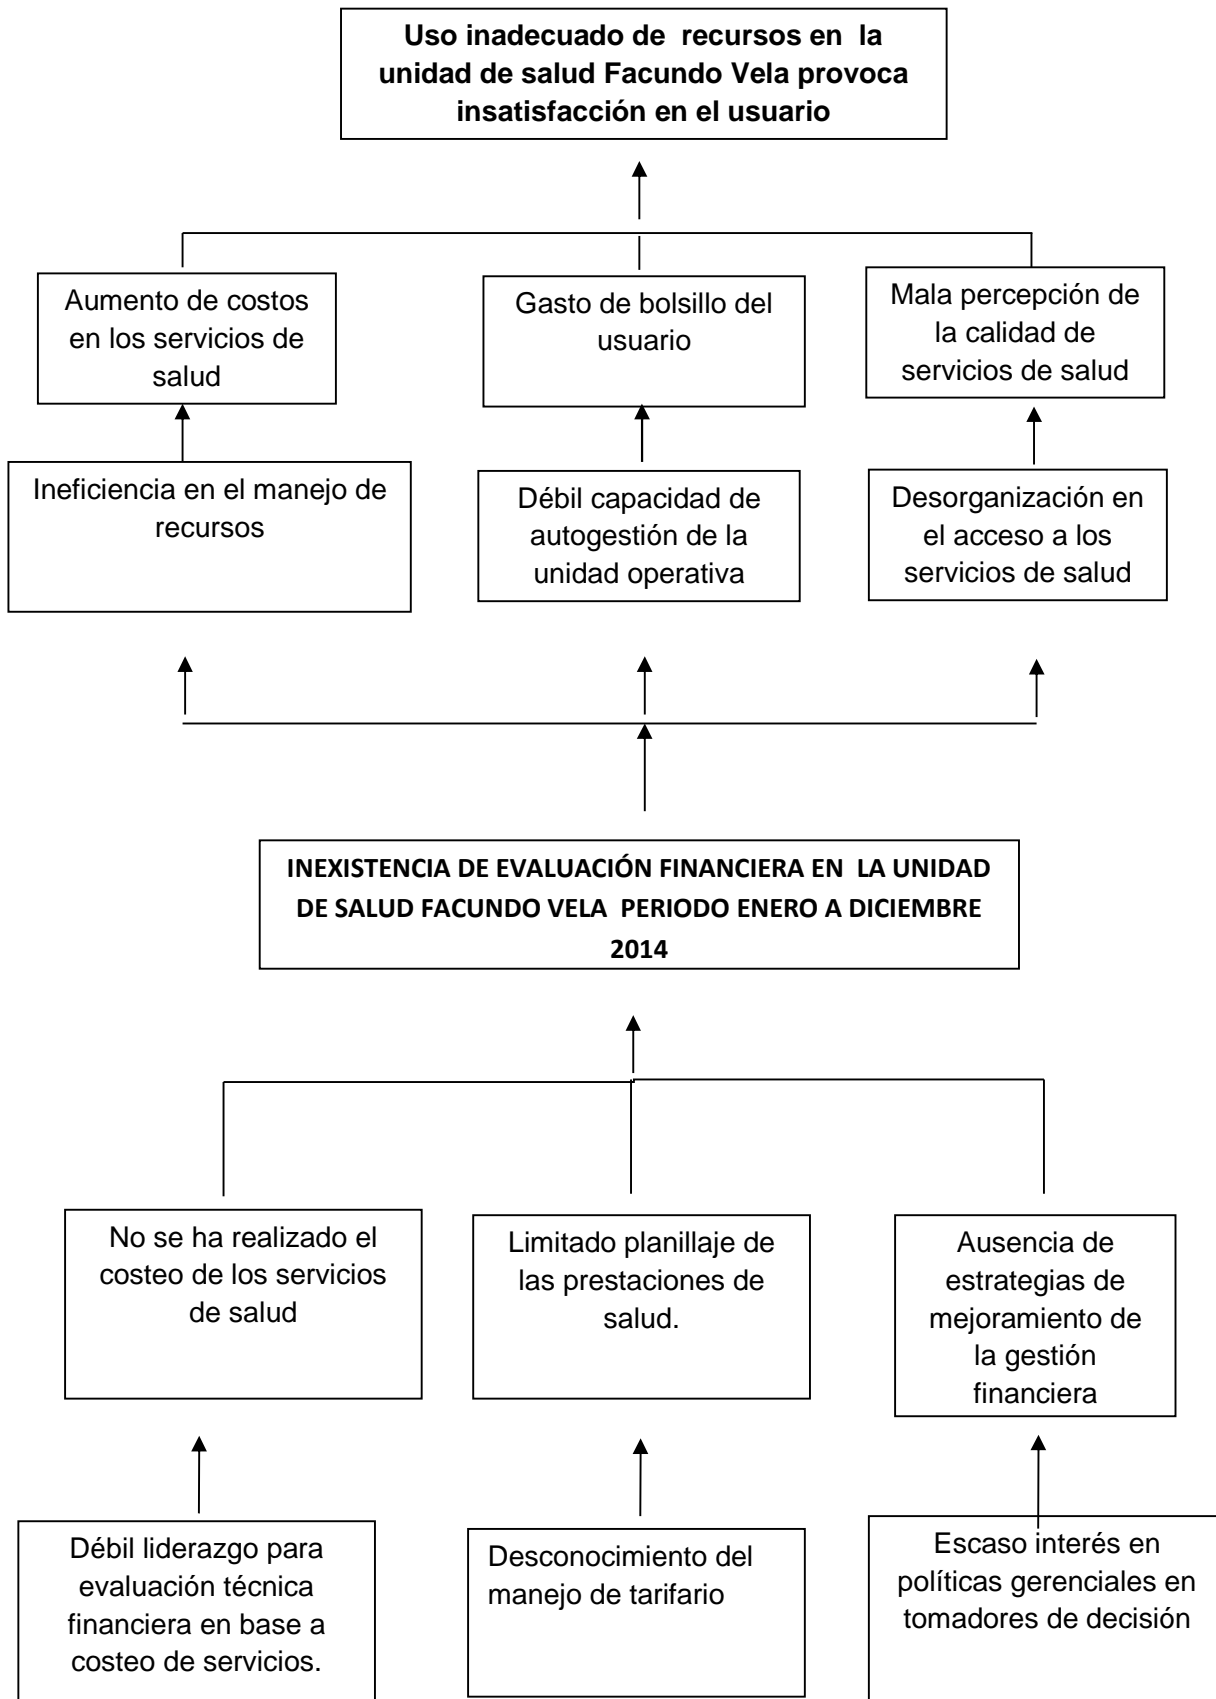 Uso inadecuado de recursos en la
unidad de salud Facundo Vela provoca
insatisfacción en el usuario
Aumento de costos
en los servicios de
salud
Gasto de bolsillo del
usuario
Mala percepción de
la calidad de
servicios de salud
Ineficiencia en el manejo de
recursos
Débil capacidad de
autogestión de la
unidad operativa
Desorganización en
el acceso a los
servicios de salud
INEXISTENCIA DE EVALUACIÓN FINANCIERA EN LA UNIDAD
DE SALUD FACUNDO VELA PERIODO ENERO A DICIEMBRE
2014
No se ha realizado el
costeo de los servicios
de salud
Limitado planillaje de
las prestaciones de
salud.
Ausencia de
estrategias de
mejoramiento de
la gestión
financiera
Débil liderazgo para
evaluación técnica
financiera en base a
costeo de servicios.
Desconocimiento del
manejo de tarifario
Escaso interés en
políticas gerenciales en
tomadores de decisión